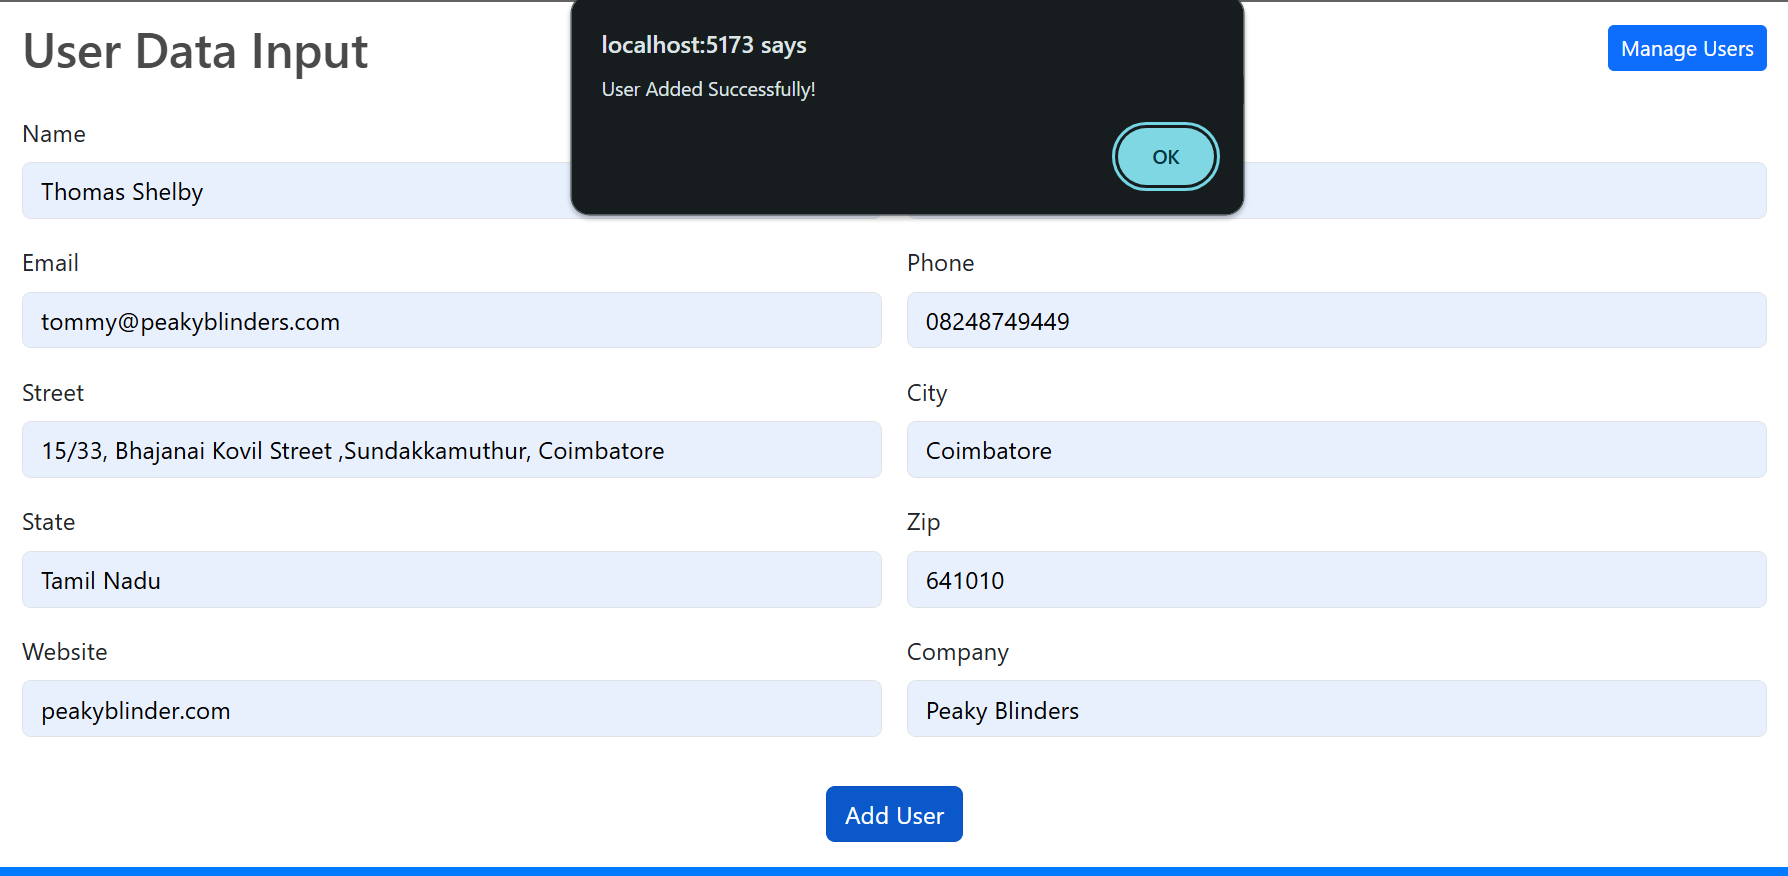 User Data Input
localhost:5173 says
User Added Successfully!
OK
Manage Users
Name
Thomas Shelby
Email
Phone
tommy@peakyblinders.com
08248749449
Street
City
15/33, Bhajanai Kovil Street ,Sundakkamuthur, Coimbatore
Coimbatore
State
Zip
Tamil Nadu
641010
Website
Company
peakyblinder.com
Peaky Blinders
Add User